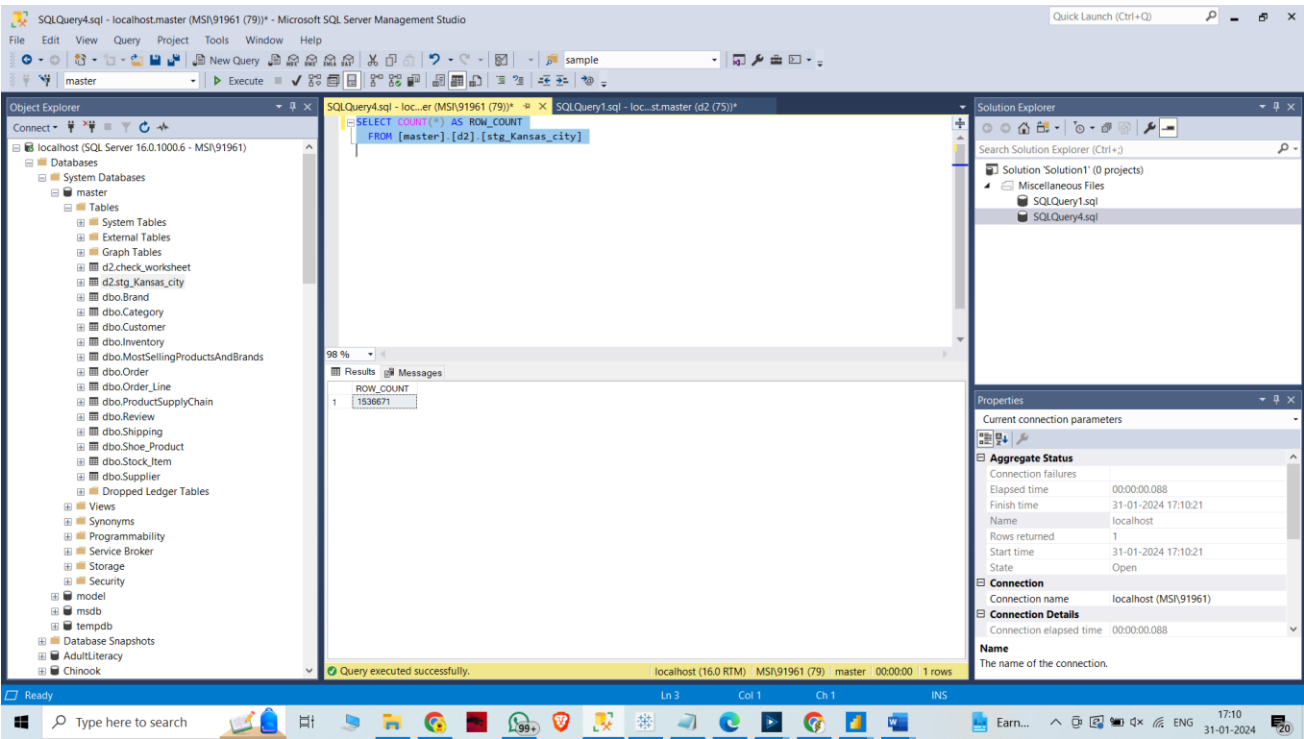 SQLQuery4.sql - localhost.master (MSI\91961 (79))* - Microsoft SQL Server Management Studio
Quick Launch (Ctrl+Q)
File Edit View Query Project Tools Window Help
New Query
sample
master
Execute
Object Explorer
Connect
localhost (SQL Server 16.0.1000.6 - MSI\91961)
Databases
System Databases
master
Tables
System Tables
External Tables
Graph Tables
d2.check_worksheet
d2.stg_Kansas_city
dbo.Brand
dbo.Category
dbo.Customer
dbo.Inventory
dbo.MostSellingProductsAndBrands
dbo.Order
dbo.Order_Line
dbo.ProductSupplyChain
dbo.Review
dbo.Shipping
dbo.Shoe_Product
dbo.Stock_Item
dbo.Supplier
Dropped Ledger Tables
Views
Synonyms
Programmability
Service Broker
Storage
Security
model
msdb
tempdb
Database Snapshots
AdultLiteracy
Chinook
SQLQuery4.sql - loc...er (MSI\91961 (79))* SQLQuery1.sql - loc...st.master (d2 (75))*
SELECT COUNT(*) AS ROW_COUNT
FROM [master].[d2].[stg_Kansas_city]
98 %
Results Messages
ROW_COUNT
1 1536671
Query executed successfully. localhost (16.0 RTM) MSI\91961 (79) master 00:00:00 1 rows
Solution Explorer
Search Solution Explorer (Ctrl+;)
Solution 'Solution1' (0 projects)
Miscellaneous Files
SQLQuery1.sql
SQLQuery4.sql
Properties
Current connection parameters
Aggregate Status
Connection failures
Elapsed time 00:00:00.088
Finish time 31-01-2024 17:10:21
Name localhost
Rows returned 1
Start time 31-01-2024 17:10:21
State Open
Connection
Connection name localhost (MSI\91961)
Connection Details
Connection elapsed time 00:00:00.088
Name
The name of the connection.
Ready Ln 3 Col 1 Ch 1 INS
Type here to search
99+
Earn...
ENG
17:10
31-01-2024
20